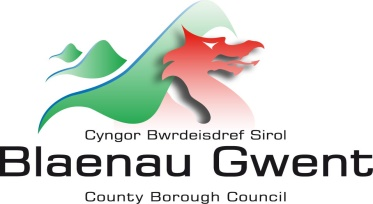 Cyngor Bwrdeisdref Sirol
Blaenau Gwent
County Borough Council